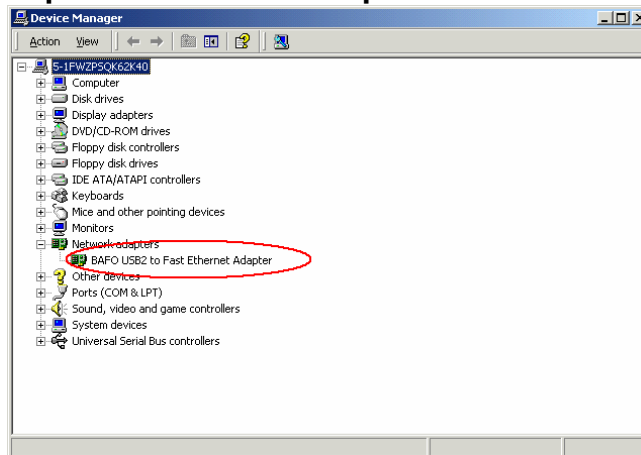 Device Manager
Action View
5-1FWZPSQK62K40
Computer
Disk drives
Display adapters
DVD/CD-ROM drives
Floppy disk controllers
Floppy disk drives
IDE ATA/ATAPI controllers
Keyboards
Mice and other pointing devices
Monitors
Network adapters
BAFO USB2 to Fast Ethernet Adapter
Other devices
Ports (COM & LPT)
Sound, video and game controllers
System devices
Universal Serial Bus controllers